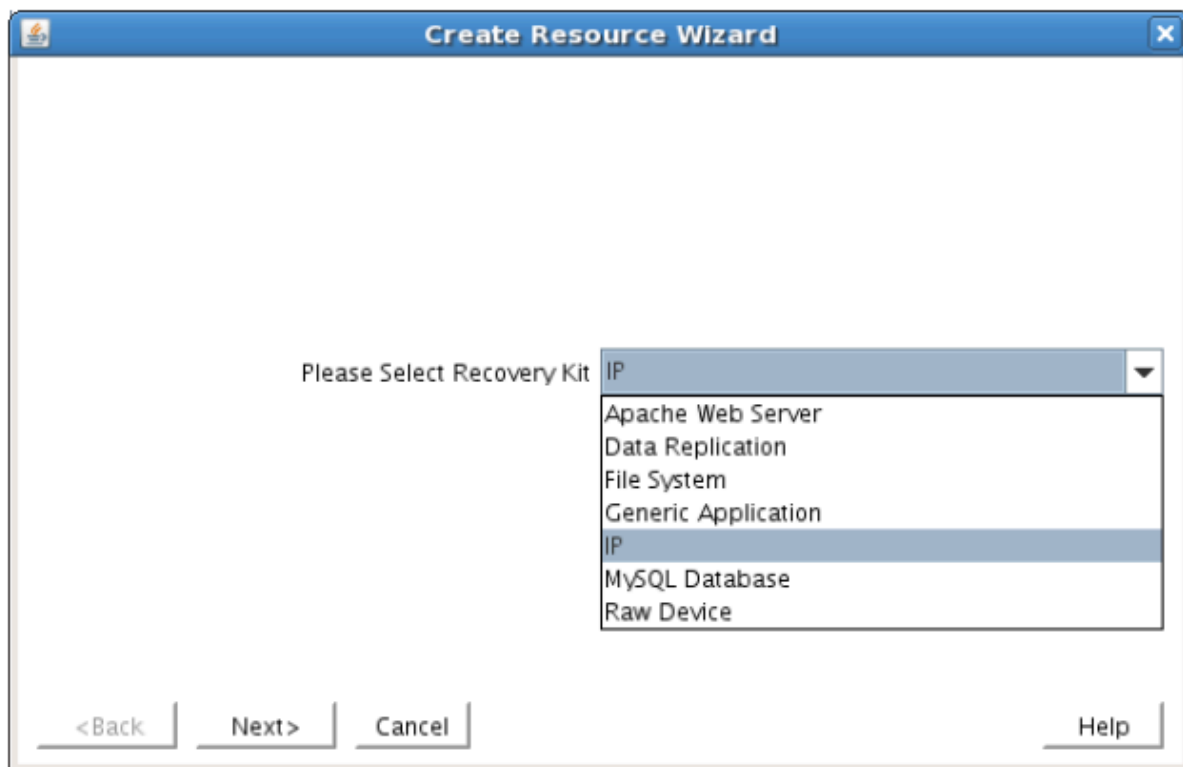 Create Resource Wizard
Please Select Recovery Kit IP
Apache Web Server
Data Replication
File System
Generic Application
IP
MySQL Database
Raw Device
<Back Next> Cancel Help